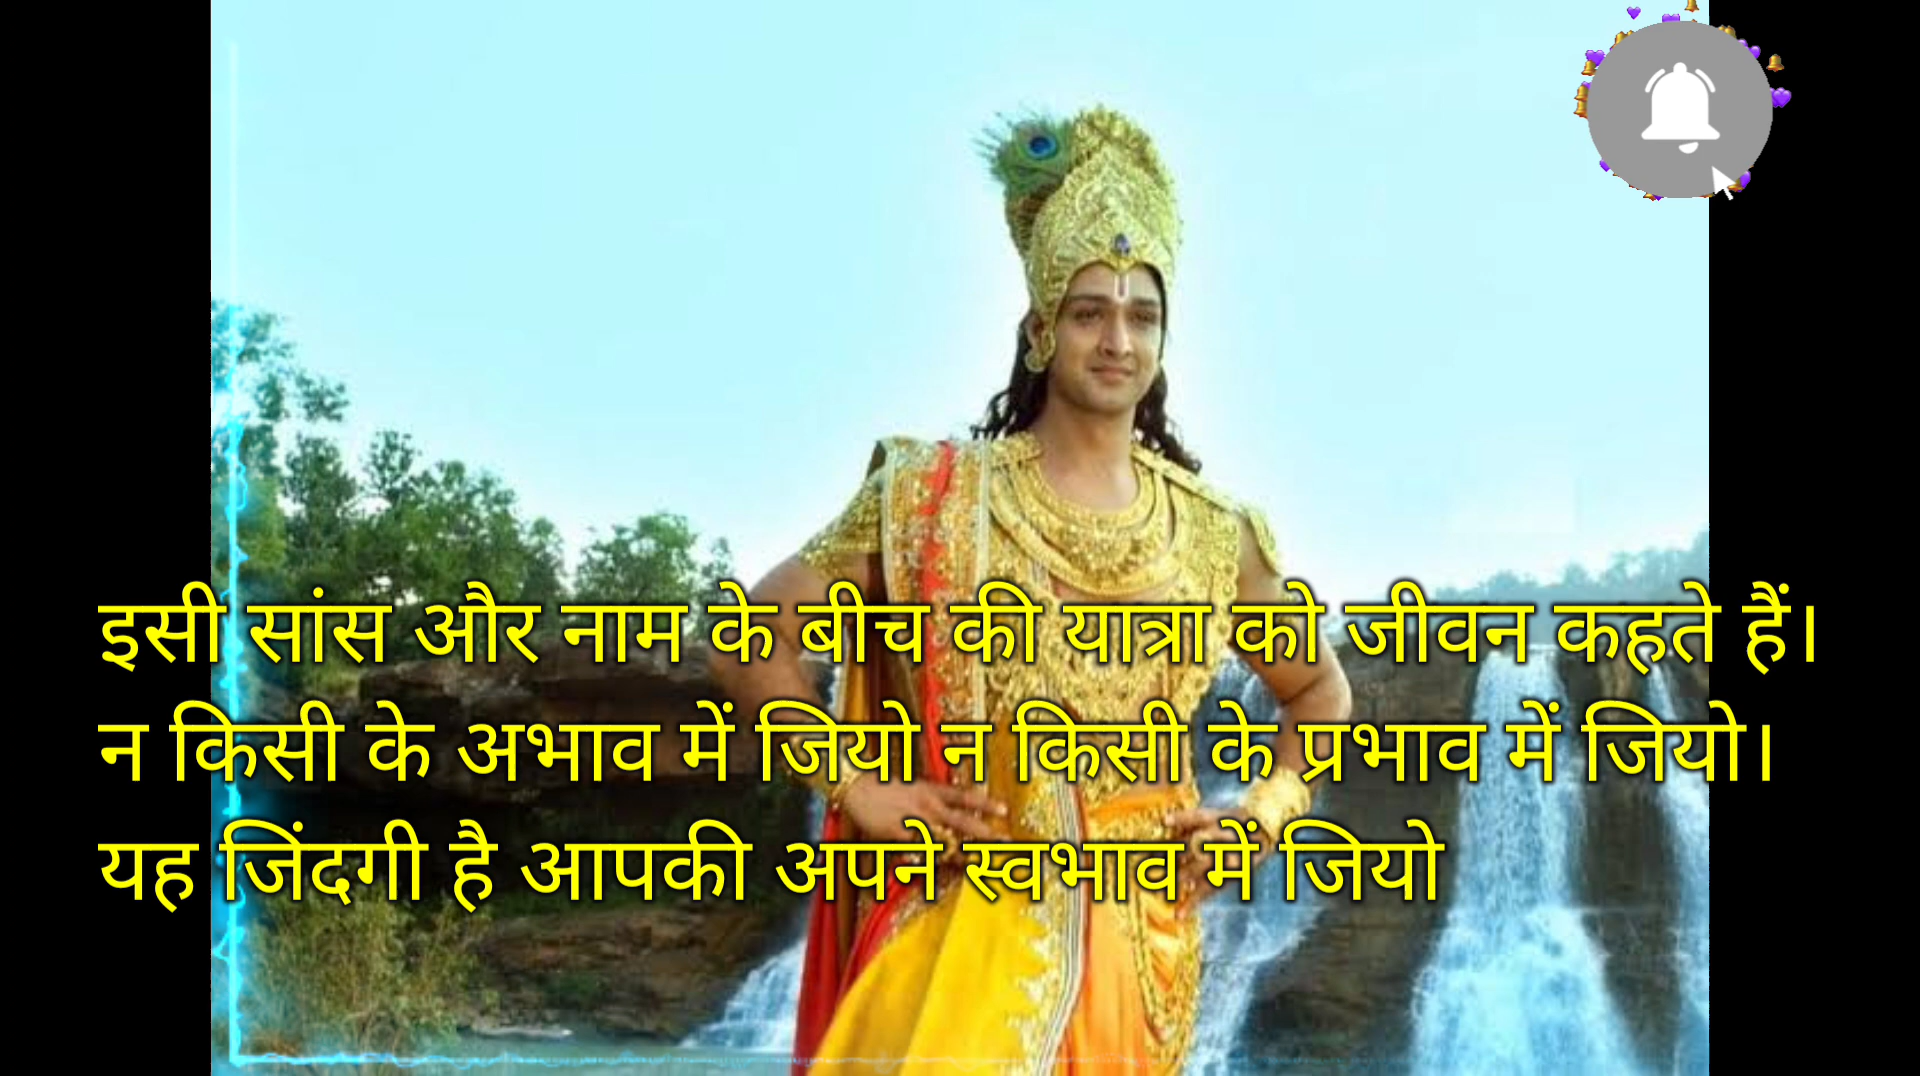 इसी सांस और नाम के बीच की यात्रा को जीवन कहते हैं।
न किसी के अभाव में जियो न किसी के प्रभाव में जियो।
यह जिंदगी है आपकी अपने स्वभाव में जियो